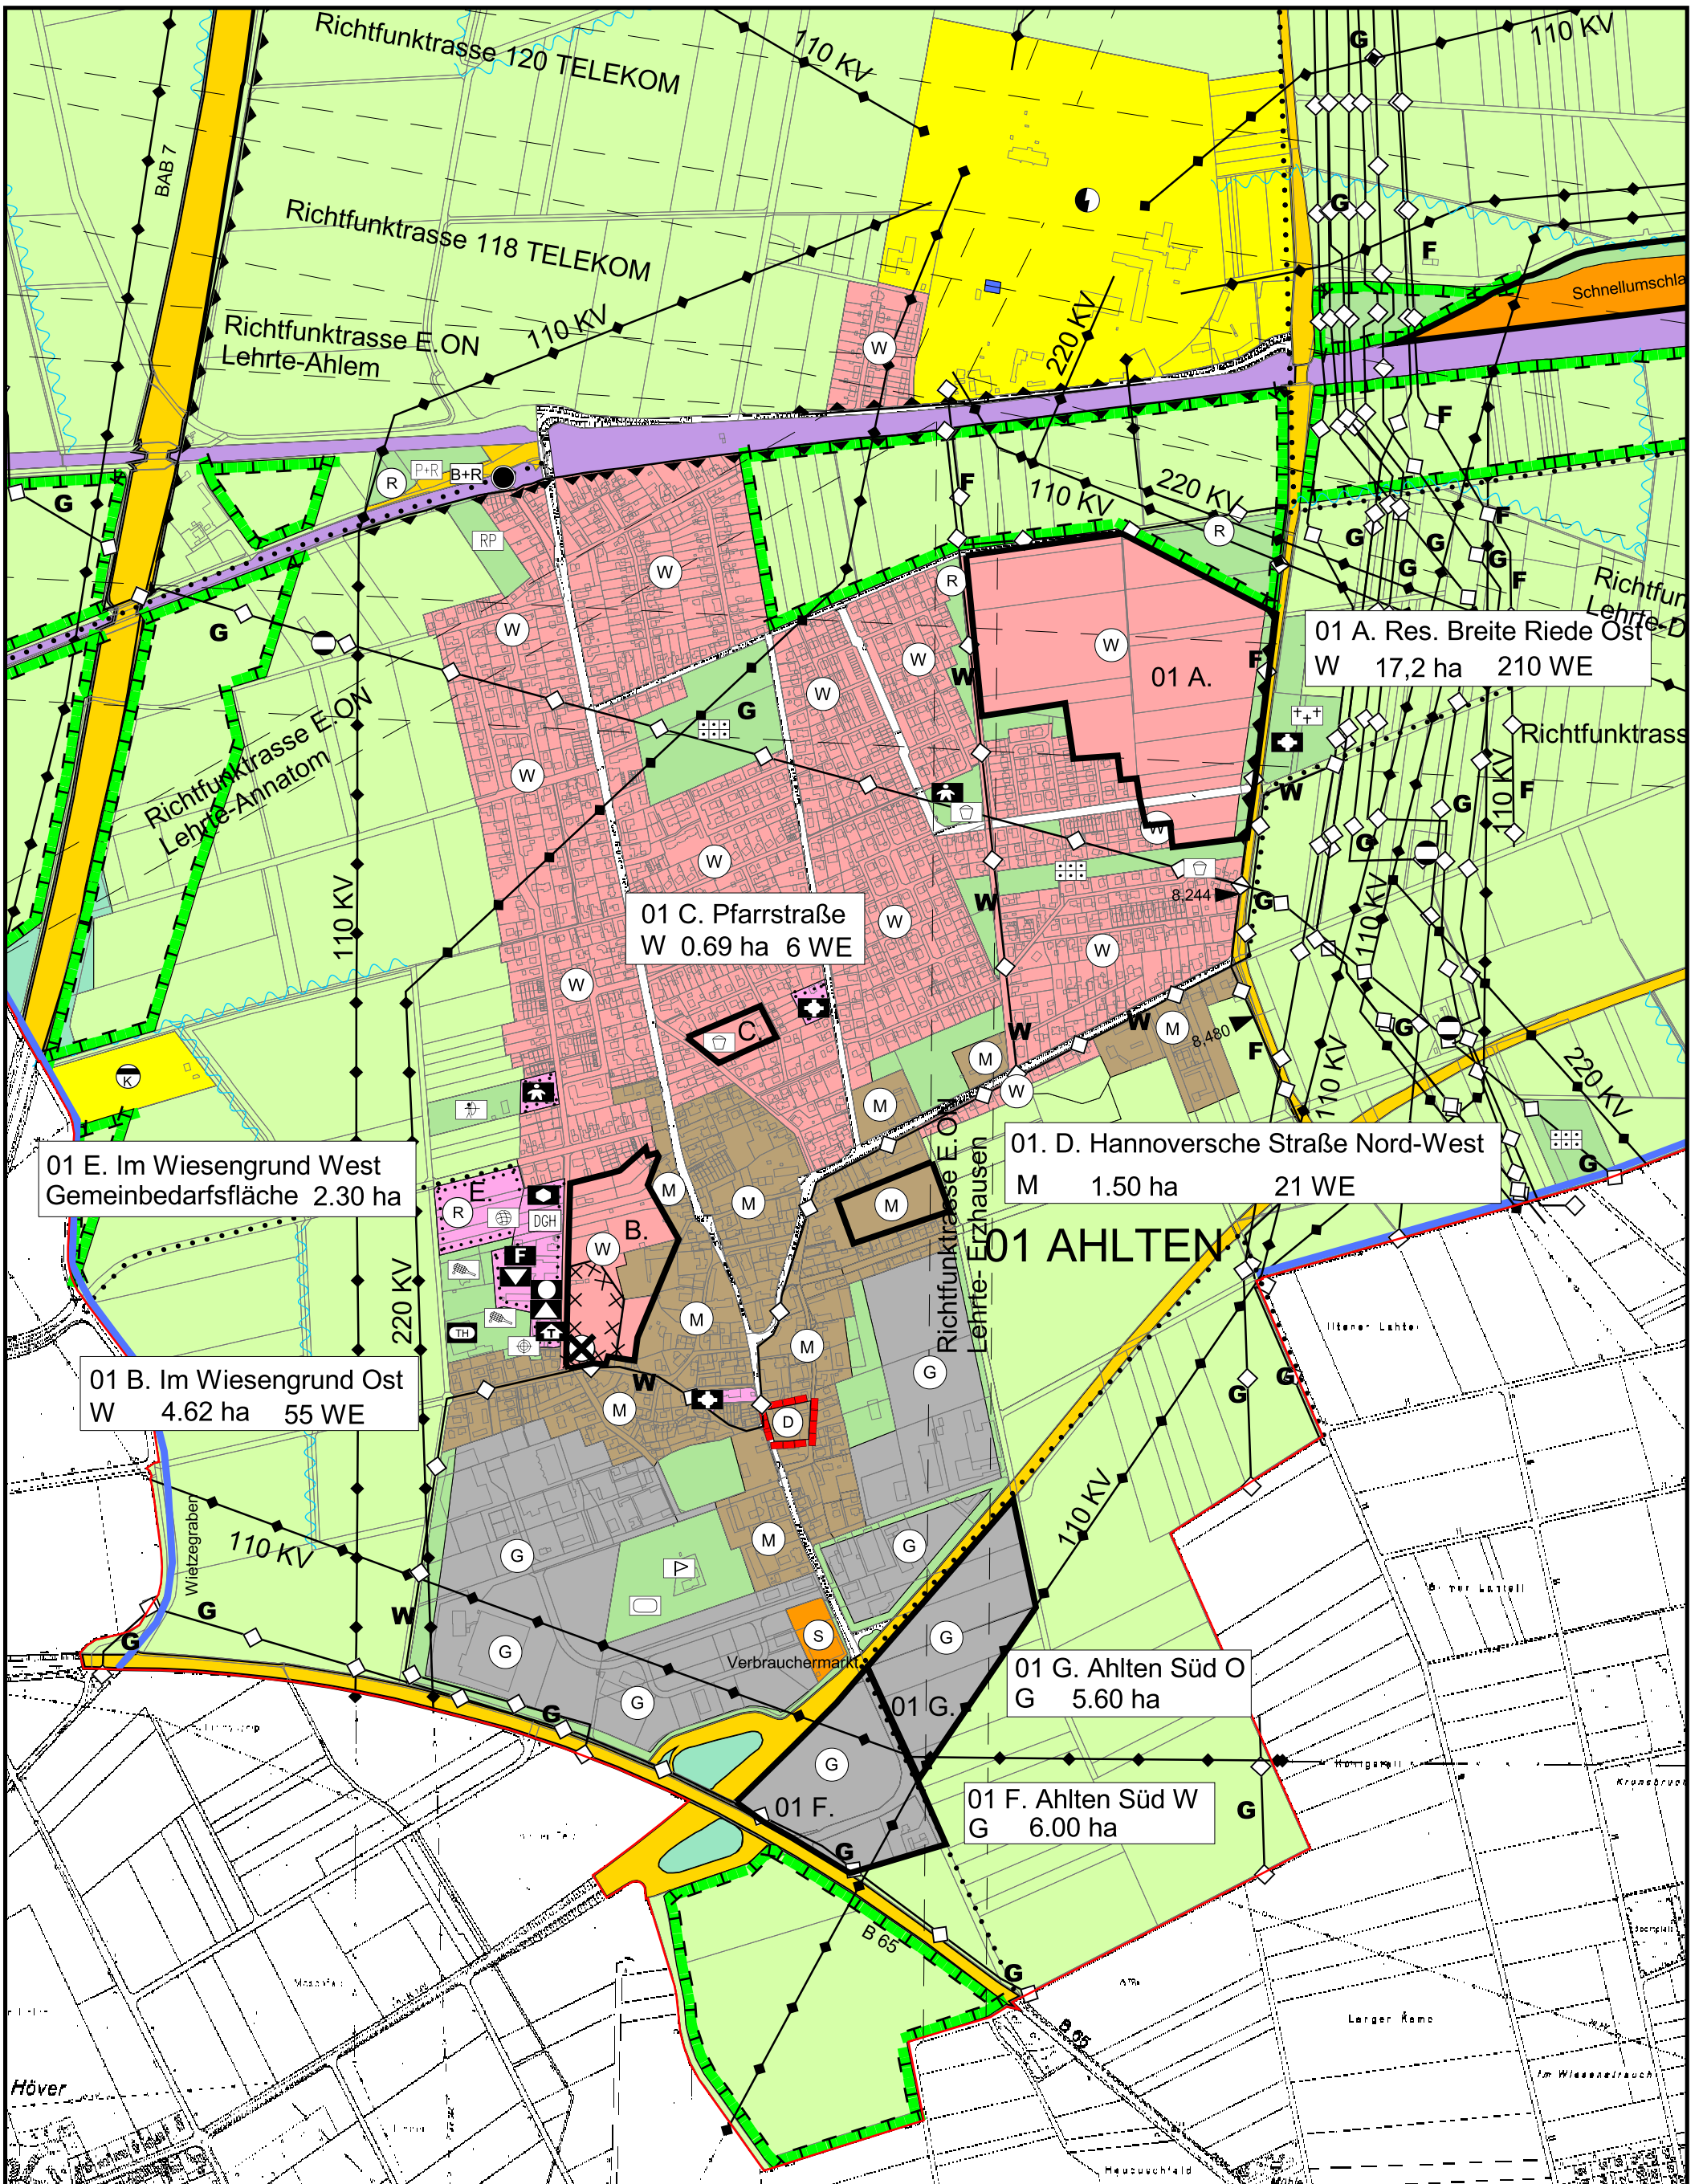 Richtfunktrasse 120 TELEKOM
110 KV
G
110 KV
BAB 7
Richtfunktrasse 118 TELEKOM
G
F
Richtfunktrasse E.ON
Lehrte-Ahlem
110 KV
220 KV
W
Schnellumschla
F
R
P+R
B+R
G
F
110 KV
220 KV
R
F
G
G
G
G
F
RP
W
W
R
W
W
W
G
Richtfun
Lehrte-D
01 A. Res. Breite Riede Ost
W 17,2 ha 210 WE
F
W
01 A.
G
Richtfunktrasse E.ON
Lehrte-Annatom
W
Richtfunktrass
110 KV
W
F
G
G
W
W
110 KV
01 C. Pfarrstraße
W 0.69 ha 6 WE
W
W
8,244
G
W
110 KV
W
C.
W
W
M
8,480
G
F
K
M
M
W
110 KV
220 KV
01 E. Im Wiesengrund West
Gemeinbedarfsfläche 2.30 ha
01. D. Hannoversche Straße Nord-West
M 1.50 ha 21 WE
G
E.
R
DGH
B.
W
M
M
M
F
TH
T
220 KV
Richtfunktrasse E.ON
Lehrte- Erzhausen
01 AHLTEN
M
M
G
G
G
01 B. Im Wiesengrund Ost
W 4.62 ha 55 WE
W
M
D
Wietzegraben
110 KV
110 KV
G
M
G
G
W
G
G
S
G
G
Verbrauchermarkt
01 G. Ahlten Süd O
G 5.60 ha
G
G
01 G.
G
01 F.
01 F. Ahlten Süd W
G 6.00 ha
G
G
B 65
G
B 65
Larger Kamp
Höver